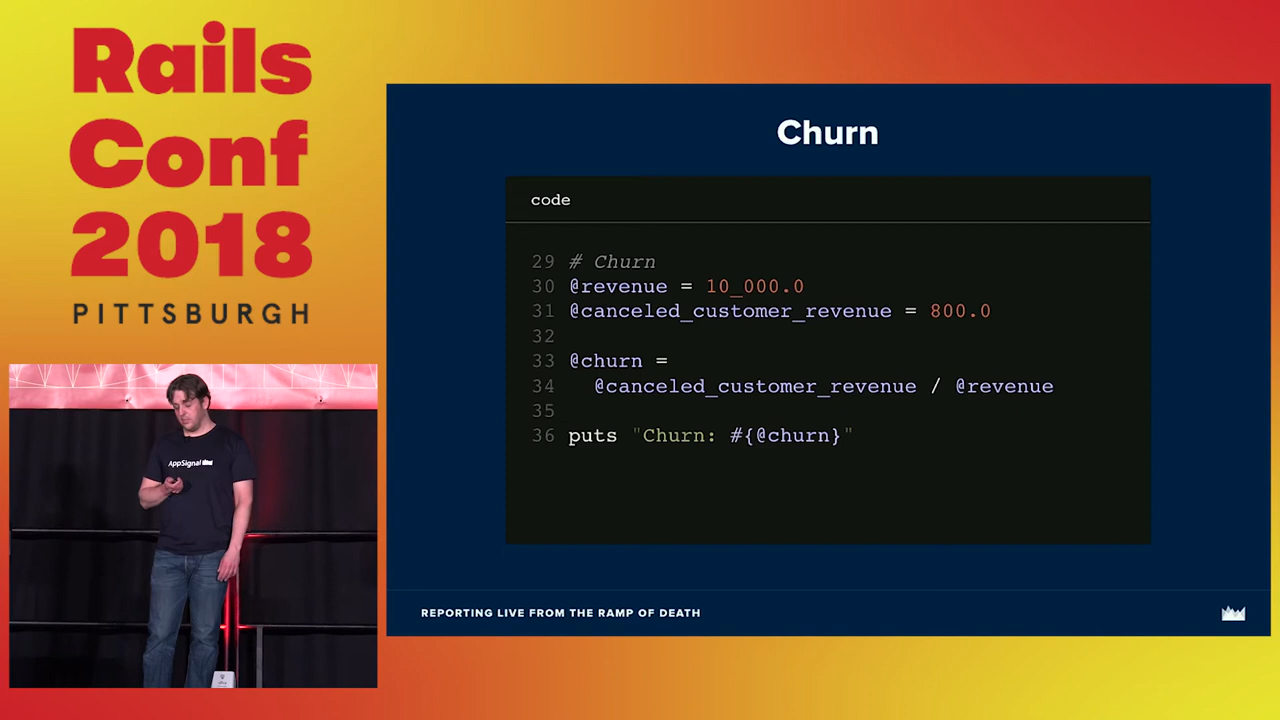 Rails
Conf
2018
PITTSBURGH
AppSignal
Churn
code
29 # Churn
30 @revenue = 10_000.0
31 @canceled_customer_revenue = 800.0
32
33 @churn =
34   @canceled_customer_revenue / @revenue
35
36 puts "Churn: #{@churn}"
REPORTING LIVE FROM THE RAMP OF DEATH